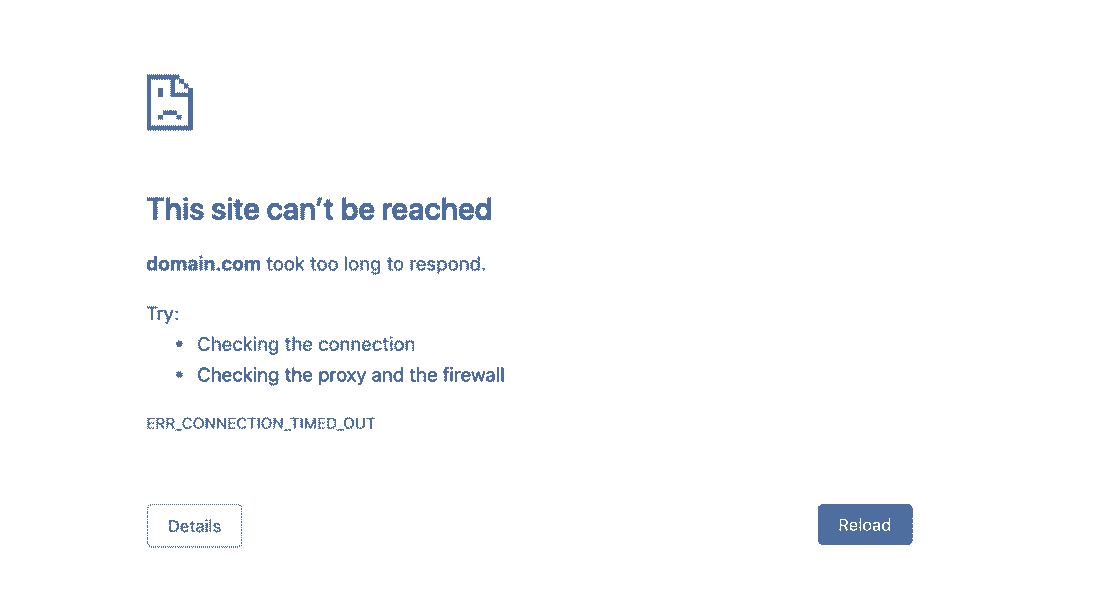 This site can't be reached
domain.com took too long to respond.
Try:
• Checking the connection
• Checking the proxy and the firewall
ERR_CONNECTION_TIMED_OUT
Details
Reload